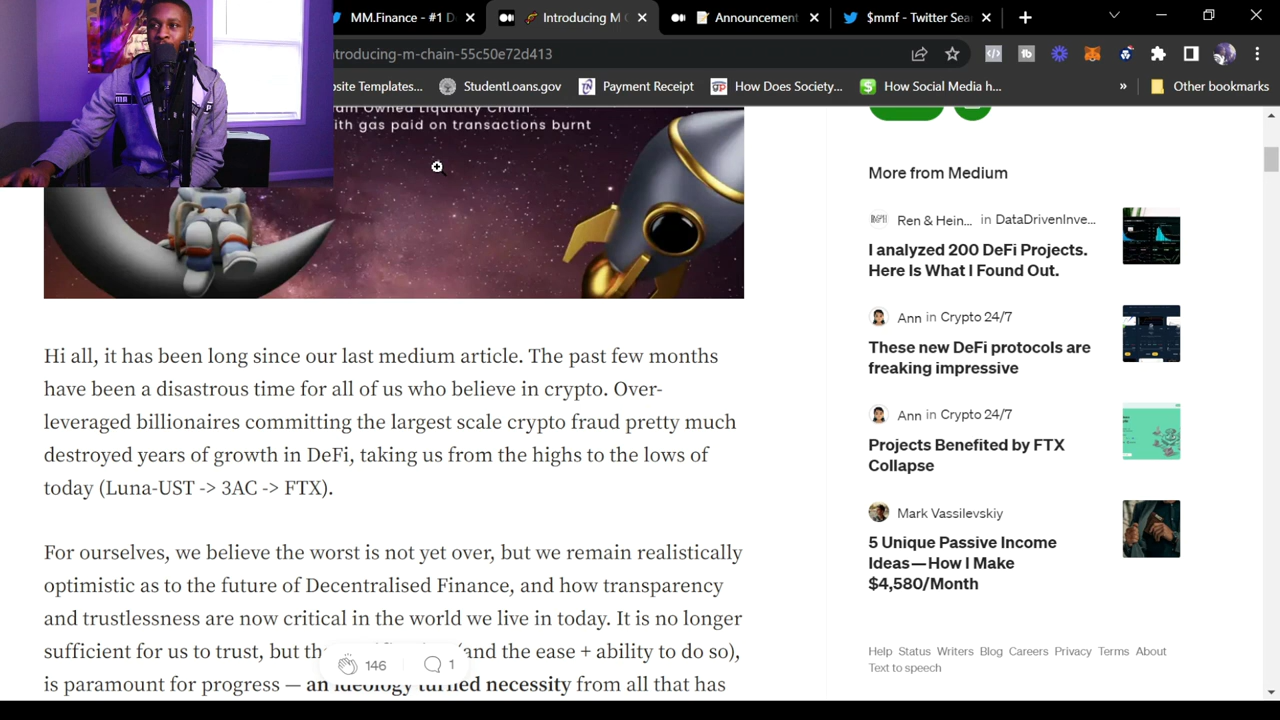 MM.Finance - #1 D
Introducing M C
Announcement
$mmf - Twitter Sea
ntroducing-m-chain-55c50e72d413
site Templates...
StudentLoans.gov
Payment Receipt
How Does Society...
How Social Media h...
»
Other bookmarks
Owned Liquidity Chain
ith gas paid on transactions burnt
Hi all, it has been long since our last medium article. The past few months
have been a disastrous time for all of us who believe in crypto. Over-
leveraged billionaires committing the largest scale crypto fraud pretty much
destroyed years of growth in DeFi, taking us from the highs to the lows of
today (Luna-UST -> 3AC -> FTX).
For ourselves, we believe the worst is not yet over, but we remain realistically
optimistic as to the future of Decentralised Finance, and how transparency
and trustlessness are now critical in the world we live in today. It is no longer
sufficient for us to trust, but the (and the ease + ability to do so),
is paramount for progress — an ideology turned necessity from all that has
146
1
More from Medium
Ren & Hein... in DataDrivenInve...
I analyzed 200 DeFi Projects.
Here Is What I Found Out.
Ann in Crypto 24/7
These new DeFi protocols are
freaking impressive
Ann in Crypto 24/7
Projects Benefited by FTX
Collapse
Mark Vassilevskiy
5 Unique Passive Income
Ideas—How I Make
$4,580/Month
Help Status Writers Blog Careers Privacy Terms About
Text to speech